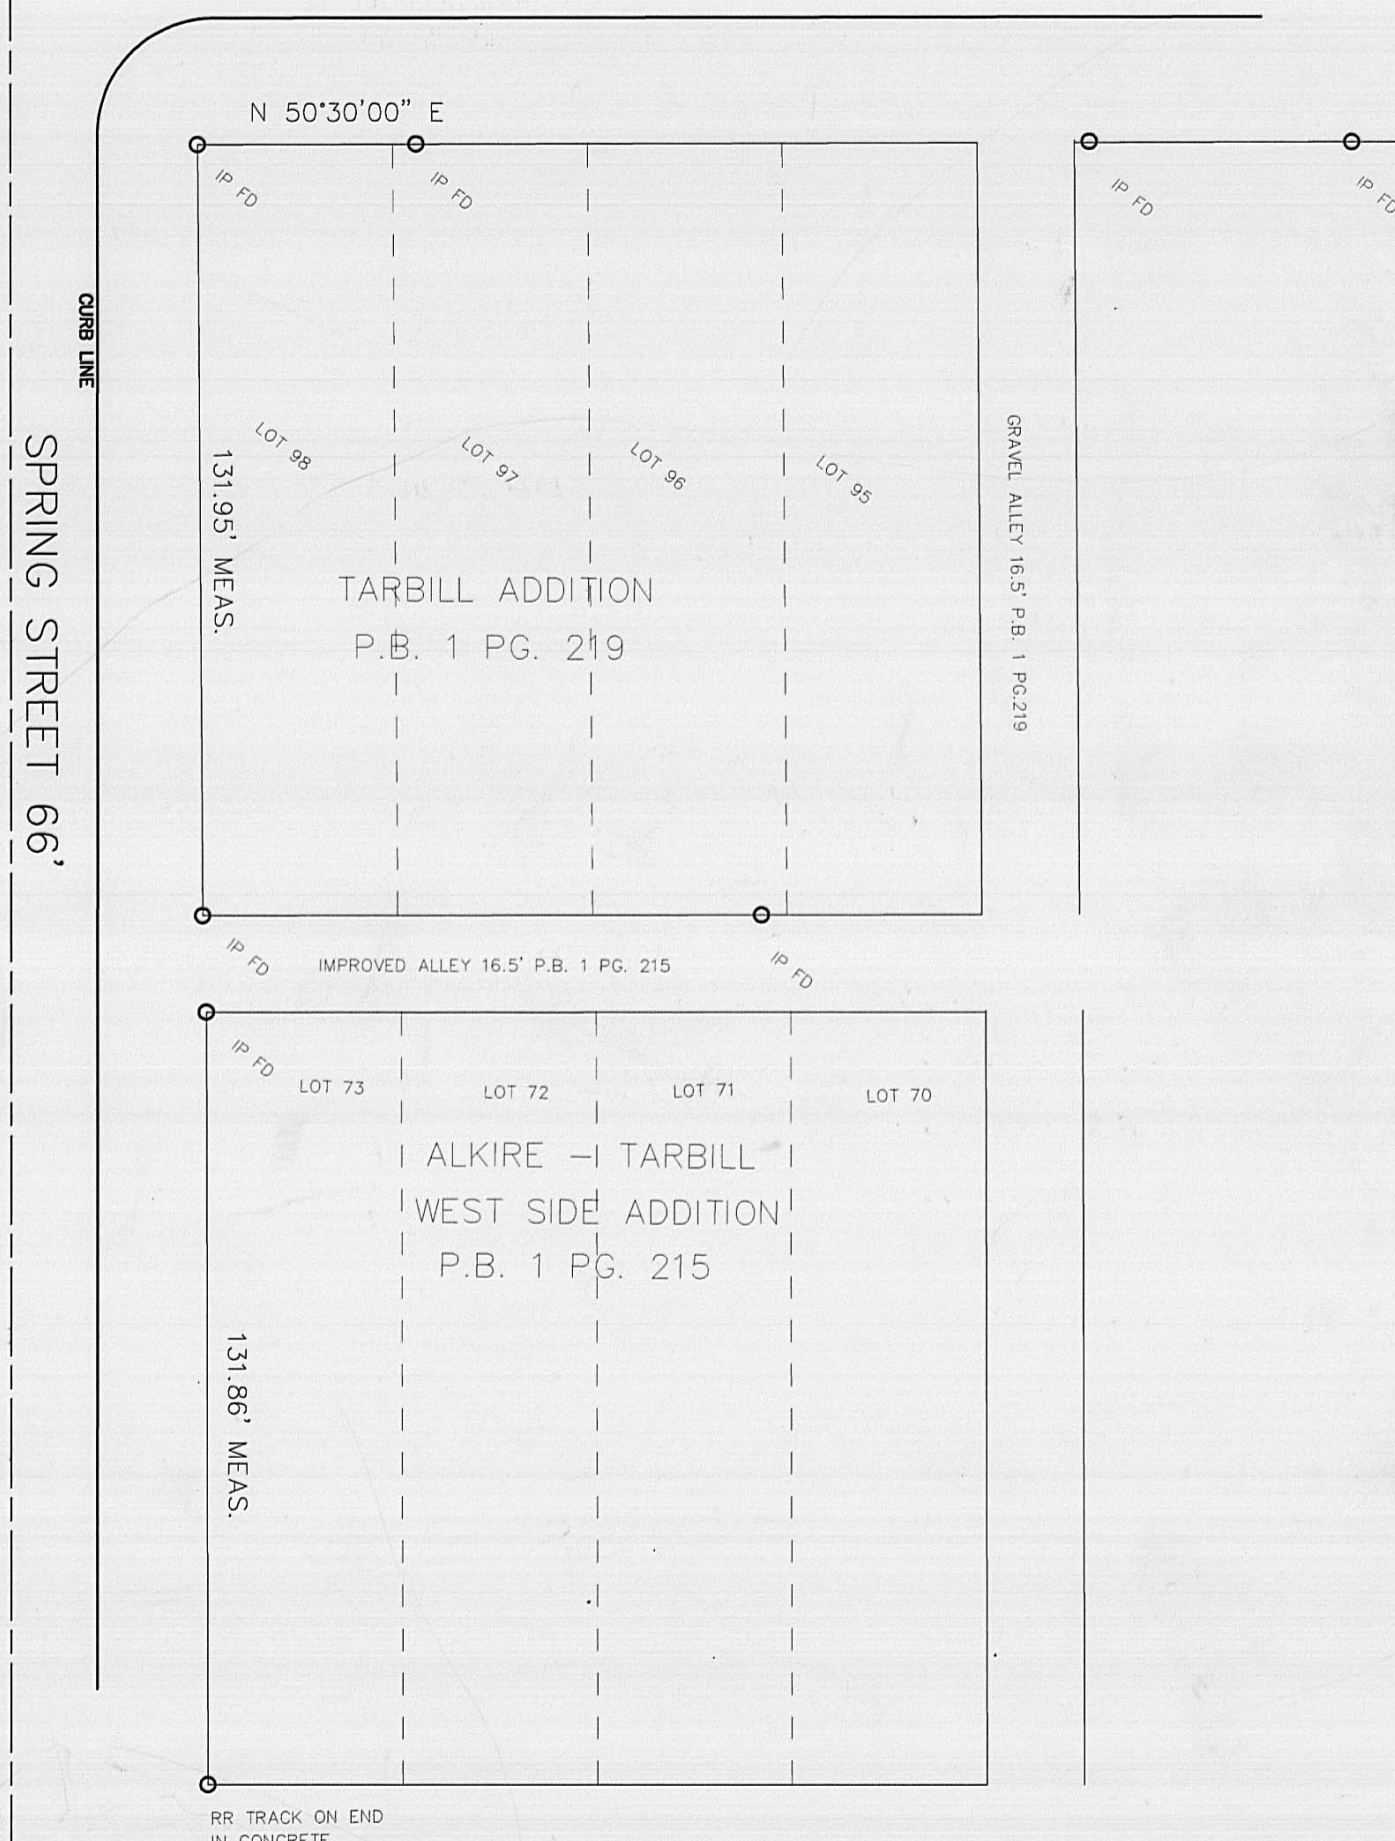 N 50°30'00" E
IP FD
IP FD
IP FD
IP FD
CURB LINE
SPRING STREET 66'
131.95' MEAS.
LOT 98
LOT 97
LOT 96
LOT 95
GRAVEL ALLEY 16.5' P.B. 1 PG.219
TARBILL ADDITION
P.B. 1 PG. 219
IP FD
IMPROVED ALLEY 16.5' P.B. 1 PG. 215
IP FD
IP FD
LOT 73
LOT 72
LOT 71
LOT 70
ALKIRE - TARBILL
WEST SIDE ADDITION
P.B. 1 PG. 215
131.86' MEAS.
RR TRACK ON END
IN CONCRETE